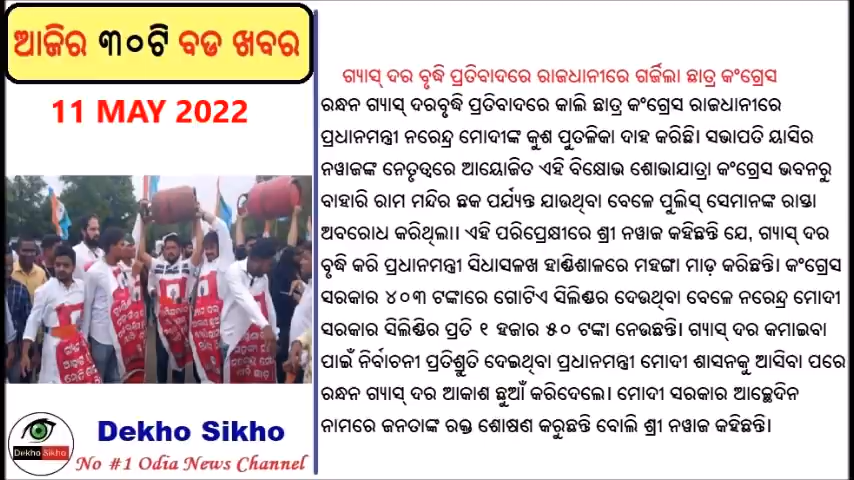 ଆଜିର ୩୦ଟି ବଡ ଖବର
11 MAY 2022
ଗ୍ୟାସ୍ ଦର ବୃଦ୍ଧି ପ୍ରତିବାଦରେ ରାଜଧାନୀରେ ଗର୍ଜିଲା ଛାତ୍ର କଂଗ୍ରେସ
ରନ୍ଧନ ଗ୍ୟାସ୍ ଦରବୃଦ୍ଧି ପ୍ରତିବାଦରେ କାଲି ଛାତ୍ର କଂଗ୍ରେସ ରାଜଧାନୀରେ
ପ୍ରଧାନମନ୍ତ୍ରୀ ନରେନ୍ଦ୍ର ମୋଦୀଙ୍କ କୁଶ ପୁତଳିକା ଦାହ କରିଛି। ସଭାପତି ୟାସିର
ନୱାଜଙ୍କ ନେତୃତ୍ୱରେ ଆୟୋଜିତ ଏହି ବିକ୍ଷୋଭ ଶୋଭାଯାତ୍ରା କଂଗ୍ରେସ ଭବନରୁ
ବାହାରି ରାମ ମନ୍ଦିର ଛକ ପର୍ଯ୍ୟନ୍ତ ଯାଉଥିବା ବେଳେ ପୁଲିସ୍ ସେମାନଙ୍କ ରାସ୍ତା
ଅବରୋଧ କରିଥିଲା। ଏହି ପରିପ୍ରେକ୍ଷୀରେ ଶ୍ରୀ ନୱାଜ କହିଛନ୍ତି ଯେ, ଗ୍ୟାସ୍ ଦର
ବୃଦ୍ଧି କରି ପ୍ରଧାନମନ୍ତ୍ରୀ ସିଧାସଳଖ ହାଣ୍ଡିଶାଳରେ ମହଙ୍ଗା ମାଡ଼ କରିଛନ୍ତି। କଂଗ୍ରେସ
ସରକାର ୪୦୩ ଟଙ୍କାରେ ଗୋଟିଏ ସିଲିଣ୍ଡର ଦେଉଥିବା ବେଳେ ନରେନ୍ଦ୍ର ମୋଦୀ
ସରକାର ସିଲିଣ୍ଡିର ପ୍ରତି ୧ ହଜାର ୫୦ ଟଙ୍କା ନେଉଛନ୍ତି। ଗ୍ୟାସ୍ ଦର କମାଇବା
ପାଇଁ ନିର୍ବାଚନୀ ପ୍ରତିଶ୍ରୁତି ଦେଇଥିବା ପ୍ରଧାନମନ୍ତ୍ରୀ ମୋଦୀ ଶାସନକୁ ଆସିବା ପରେ
ରନ୍ଧନ ଗ୍ୟାସ୍ ଦର ଆକାଶ ଛୁଆଁ କରିଦେଲେ। ମୋଦୀ ସରକାର ଆଚ୍ଛେଦିନ
ନାମରେ ଜନତାଙ୍କ ରକ୍ତ ଶୋଷଣ କରୁଛନ୍ତି ବୋଲି ଶ୍ରୀ ନୱାଜ କହିଛନ୍ତି।
Dekho Sikho
Dekho Sikho
No #1 Odia News Channel